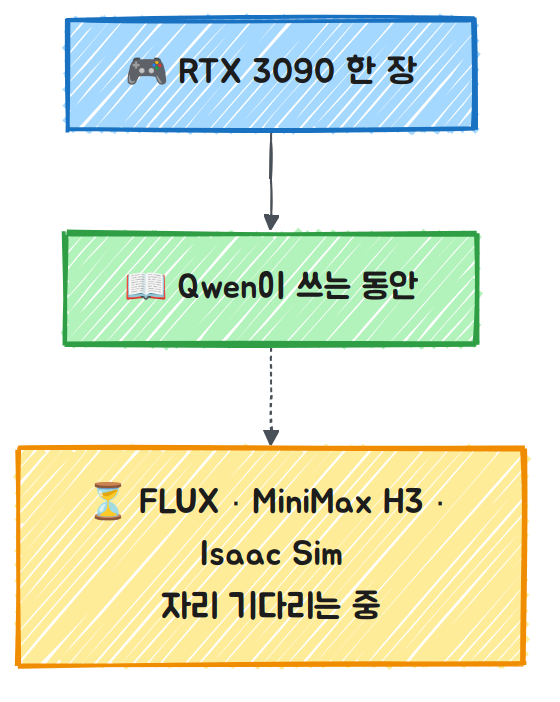 🎮 RTX 3090 한 장
📖 Qwen이 쓰는 동안
⏳ FLUX · MiniMax H3 ·
Isaac Sim
자리 기다리는 중